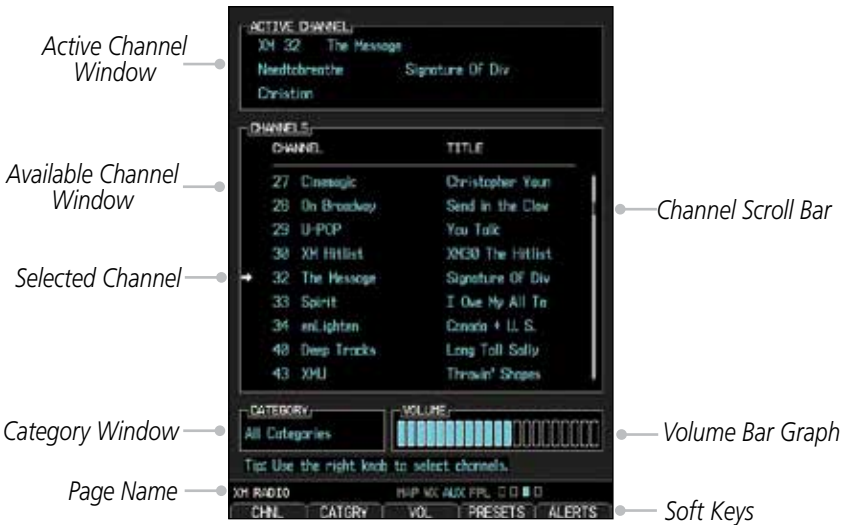 Active Channel
Window
Available Channel
Window
Selected Channel
Category Window
Page Name
ACTIVE CHANNEL
XM 32 The Message
Needtobreathe Signature Of Div
Christian
CHANNELS
CHANNEL TITLE
27 Cinemagic Christopher Youn
28 On Broadway Send in the Clow
29 U-POP You Talk
30 XM Hitlist XM30 The Hitlist
32 The Message Signature Of Div
33 Spirit I Owe My All To
34 enLighten Canada + U. S.
40 Deep Tracks Long Tall Sally
43 XMU Throwin' Shapes
CATEGORY
All Categories
VOLUME
Tip: Use the right knob to select channels.
XM RADIO MAP WX AUX FPL
CHNL CATGRY VOL PRESETS ALERTS
Channel Scroll Bar
Volume Bar Graph
Soft Keys